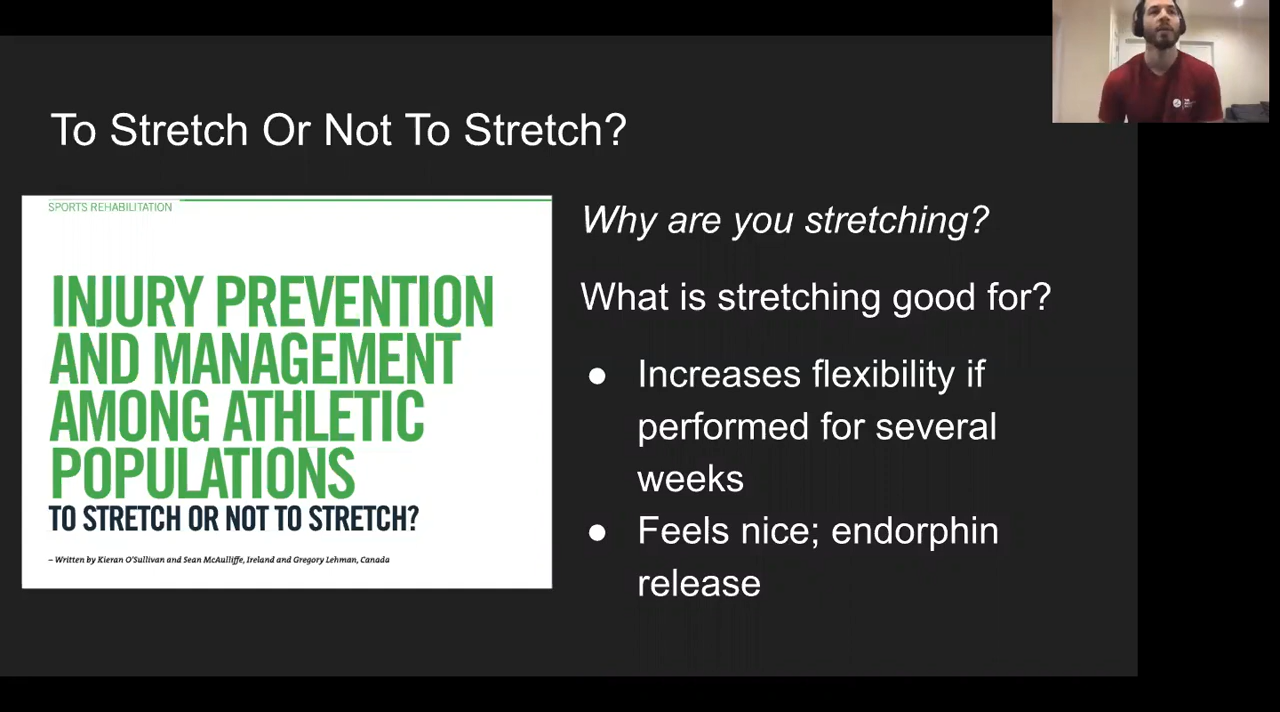 To Stretch Or Not To Stretch?
SPORTS REHABILITATION
INJURY PREVENTION
AND MANAGEMENT
AMONG ATHLETIC
POPULATIONS
TO STRETCH OR NOT TO STRETCH?
– Written by Kieran O'Sullivan and Sean McAulliffe, Ireland and Gregory Lehman, Canada
Why are you stretching?
What is stretching good for?
● Increases flexibility if
performed for several
weeks
● Feels nice; endorphin
release